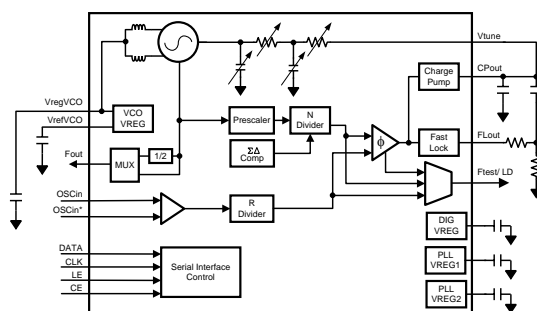 Vtune
Charge
Pump
CPout
VregVCO
VCO
VREG
VrefVCO
Prescaler
N
Divider
Fast
Lock
FLout
ϕ
Fout
MUX
1/2
ΣΔ
Comp
Ftest/ LD
OSCin
OSCin*
R
Divider
DIG
VREG
DATA
CLK
LE
CE
Serial Interface
Control
PLL
VREG1
PLL
VREG2